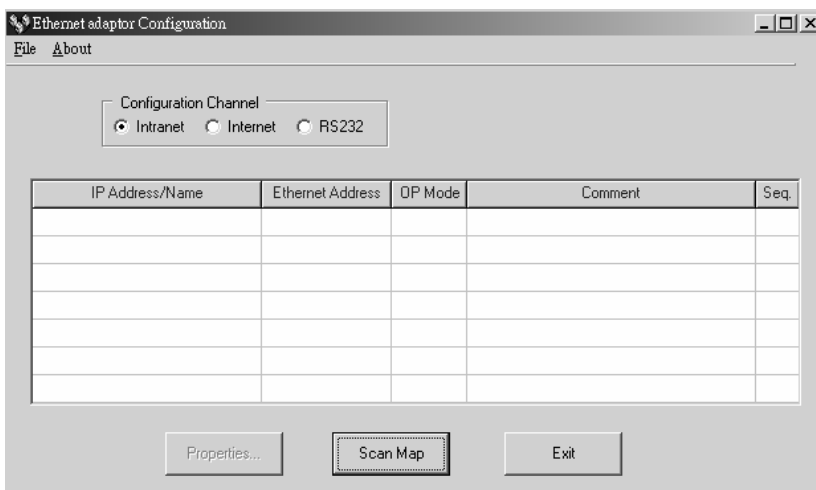 Ethernet adaptor Configuration
File About
Configuration Channel
Intranet Internet RS232
IP Address/Name Ethernet Address OP Mode Comment Seq.
Properties... Scan Map Exit